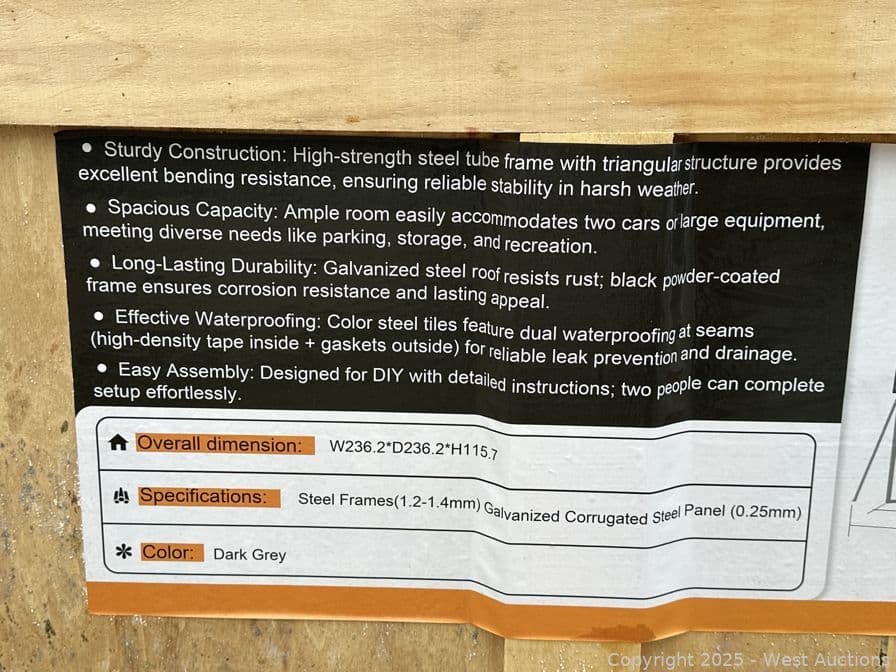 ● Sturdy Construction: High-strength steel tube frame with triangular structure provides
excellent bending resistance, ensuring reliable stability in harsh weather.
● Spacious Capacity: Ample room easily accommodates two cars or large equipment,
meeting diverse needs like parking, storage, and recreation.
● Long-Lasting Durability: Galvanized steel roof resists rust; black powder-coated
frame ensures corrosion resistance and lasting appeal.
● Effective Waterproofing: Color steel tiles feature dual waterproofing at seams
(high-density tape inside + gaskets outside) for reliable leak prevention and drainage.
● Easy Assembly: Designed for DIY with detailed instructions; two people can complete
setup effortlessly.
Overall dimension: W236.2*D236.2*H115.7
Specifications: Steel Frames(1.2-1.4mm) Galvanized Corrugated Steel Panel (0.25mm)
Color: Dark Grey
Copyright 2025 - West Auctions